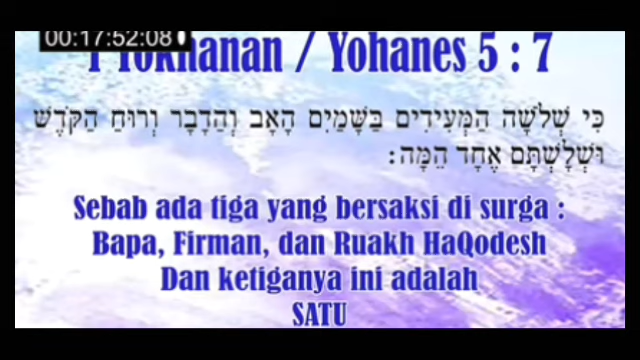 00:17:52:08
1 Yokhanan / Yohanes 5 : 7
כִּי שְׁלֹשָׁה הַמְּעִידִים בַּשָּׁמַיִם הָאָב וְהַדָּבָר וְרוּחַ הַקֹּדֶשׁ
וּשְׁלָשְׁתָּם אֶחָד הֵמָּה׃
Sebab ada tiga yang bersaksi di surga :
Bapa, Firman, dan Ruakh HaQodesh
Dan ketiganya ini adalah
SATU